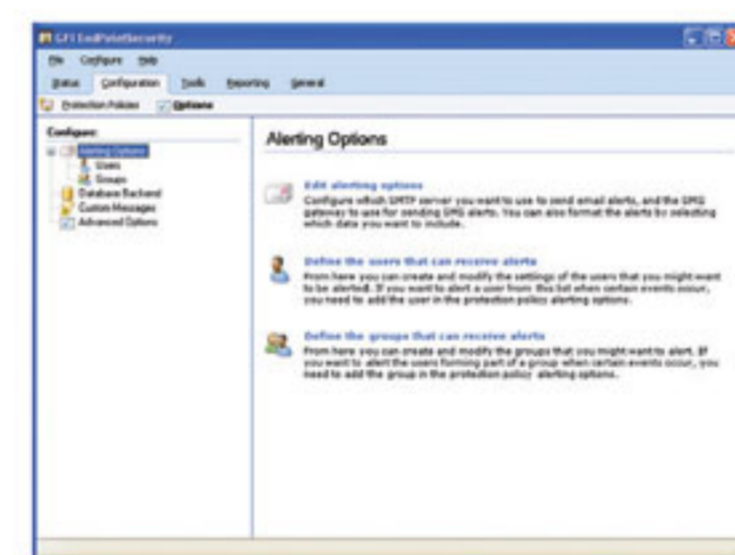 GFI EndPointSecurity
File Configure Help
Status Configuration Tools Reporting General
Protection Policies Options
Configure:
Alerting Options
Users
Groups
Database Backend
Custom Messages
Advanced Options
Alerting Options
Edit alerting options
Configure which SMTP server you want to use to send email alerts, and the SMS
gateway to use for sending SMS alerts. You can also format the alerts by selecting
which data you want to include.
Define the users that can receive alerts
From here you can create and modify the settings of the users that you might want
to be alerted. If you want to alert a user from this list when certain events occur,
you need to add the user in the protection policy alerting options.
Define the groups that can receive alerts
From here you can create and modify the groups that you might want to alert. If
you want to alert the users forming part of a group when certain events occur, you
need to add the group in the protection policy alerting options.